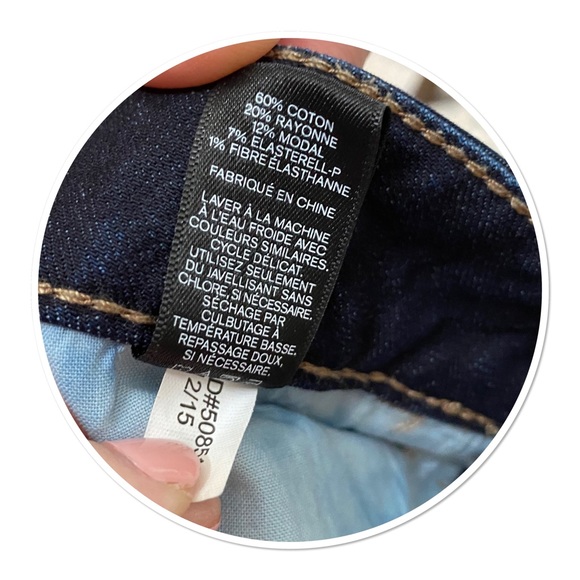 60% COTON
20% RAYONNE
12% MODAL
7% ELASTERELL-P
1% FIBRE ÉLASTHANNE
FABRIQUÉ EN CHINE
LAVER À LA MACHINE
À L'EAU FROIDE AVEC
COULEURS SIMILAIRES.
CYCLE DÉLICAT.
UTILISEZ SEULEMENT
DU JAVELLISANT SANS
CHLORE SI NÉCESSAIRE.
SÉCHAGE PAR
CULBUTAGE À
TEMPÉRATURE BASSE.
REPASSAGE DOUX,
SI NÉCESSAIRE.
D#5085
2/15